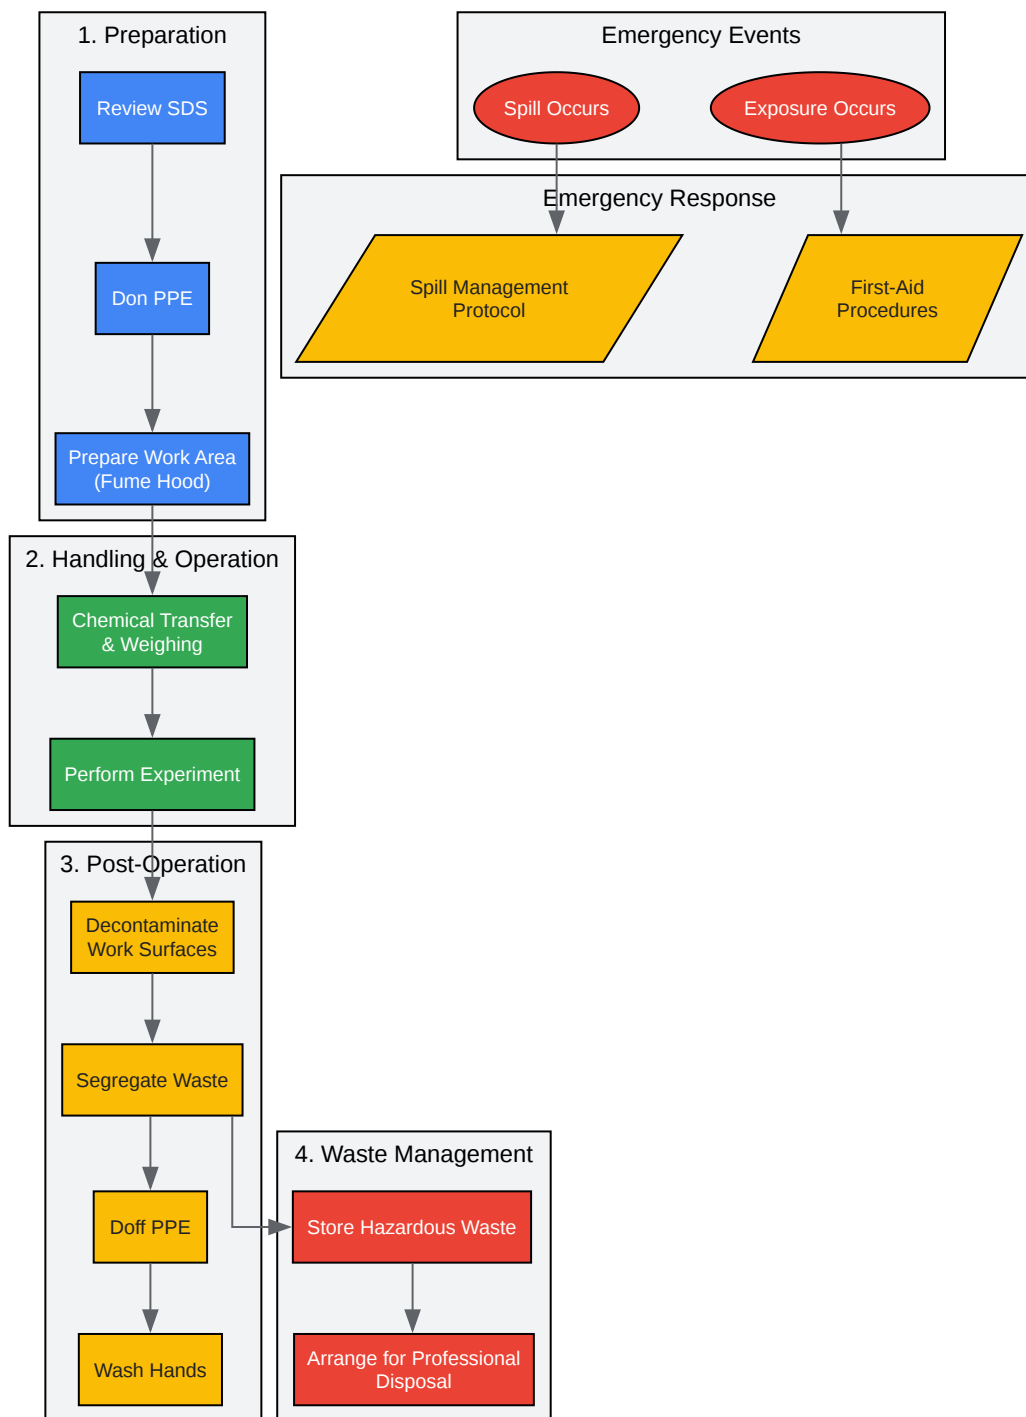 1. Preparation
Review SDS
Don PPE
Prepare Work Area
(Fume Hood)
Emergency Events
Spill Occurs
Exposure Occurs
Emergency Response
Spill Management
Protocol
First-Aid
Procedures
2. Handling & Operation
Chemical Transfer
& Weighing
Perform Experiment
3. Post-Operation
Decontaminate
Work Surfaces
Segregate Waste
Doff PPE
Wash Hands
4. Waste Management
Store Hazardous Waste
Arrange for Professional
Disposal